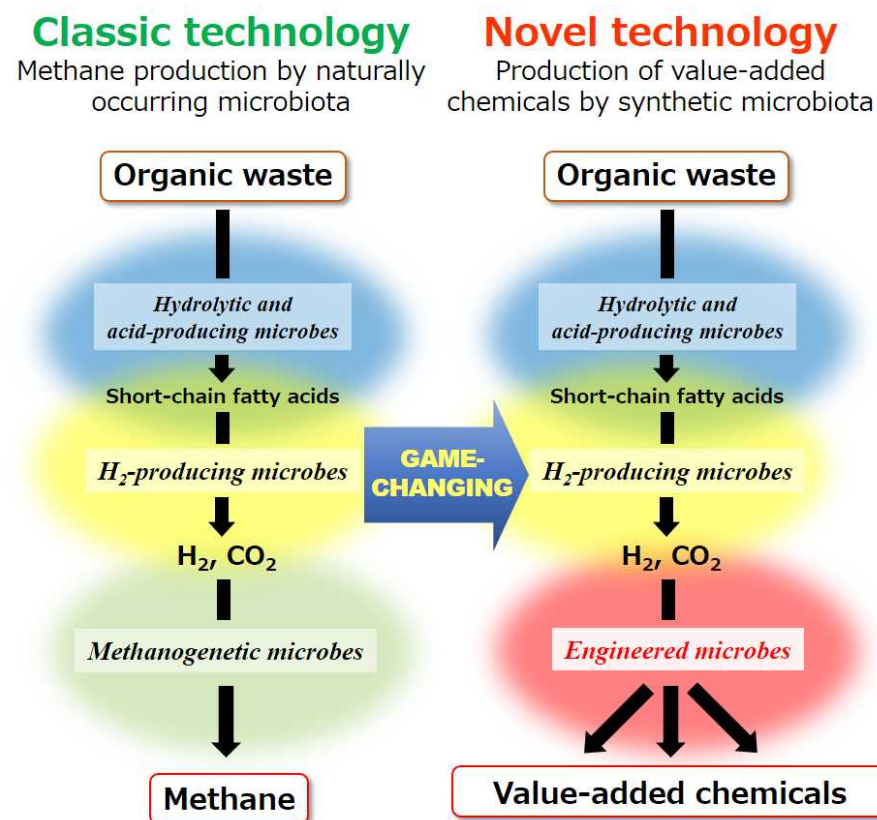 Classic technology
Methane production by naturally
occurring microbiota
Organic waste
Hydrolytic and
acid-producing microbes
Short-chain fatty acids
H₂-producing microbes
H₂, CO₂
Methanogenetic microbes
Methane
GAME-
CHANGING
Novel technology
Production of value-added
chemicals by synthetic microbiota
Organic waste
Hydrolytic and
acid-producing microbes
Short-chain fatty acids
H₂-producing microbes
H₂, CO₂
Engineered microbes
Value-added chemicals